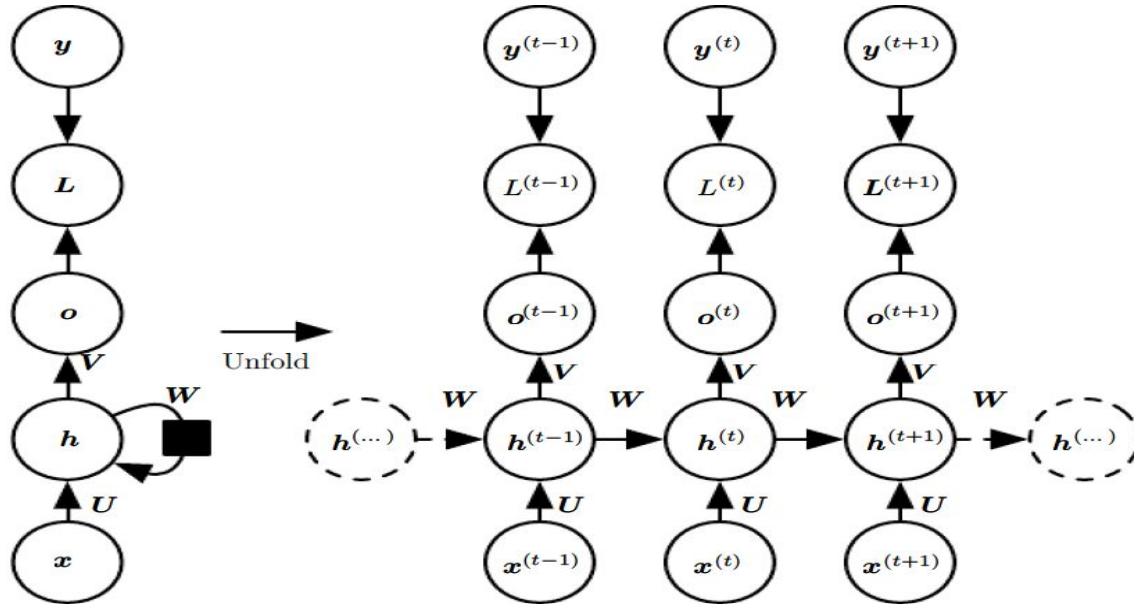 y y^(t−1) y^(t) y^(t+1)
L L^(t−1) L^(t) L^(t+1)
o o^(t−1) o^(t) o^(t+1)
Unfold
V V V V
W W W W W
h h^(...) h^(t−1) h^(t) h^(t+1) h^(...)
U U U U
x x^(t−1) x^(t) x^(t+1)